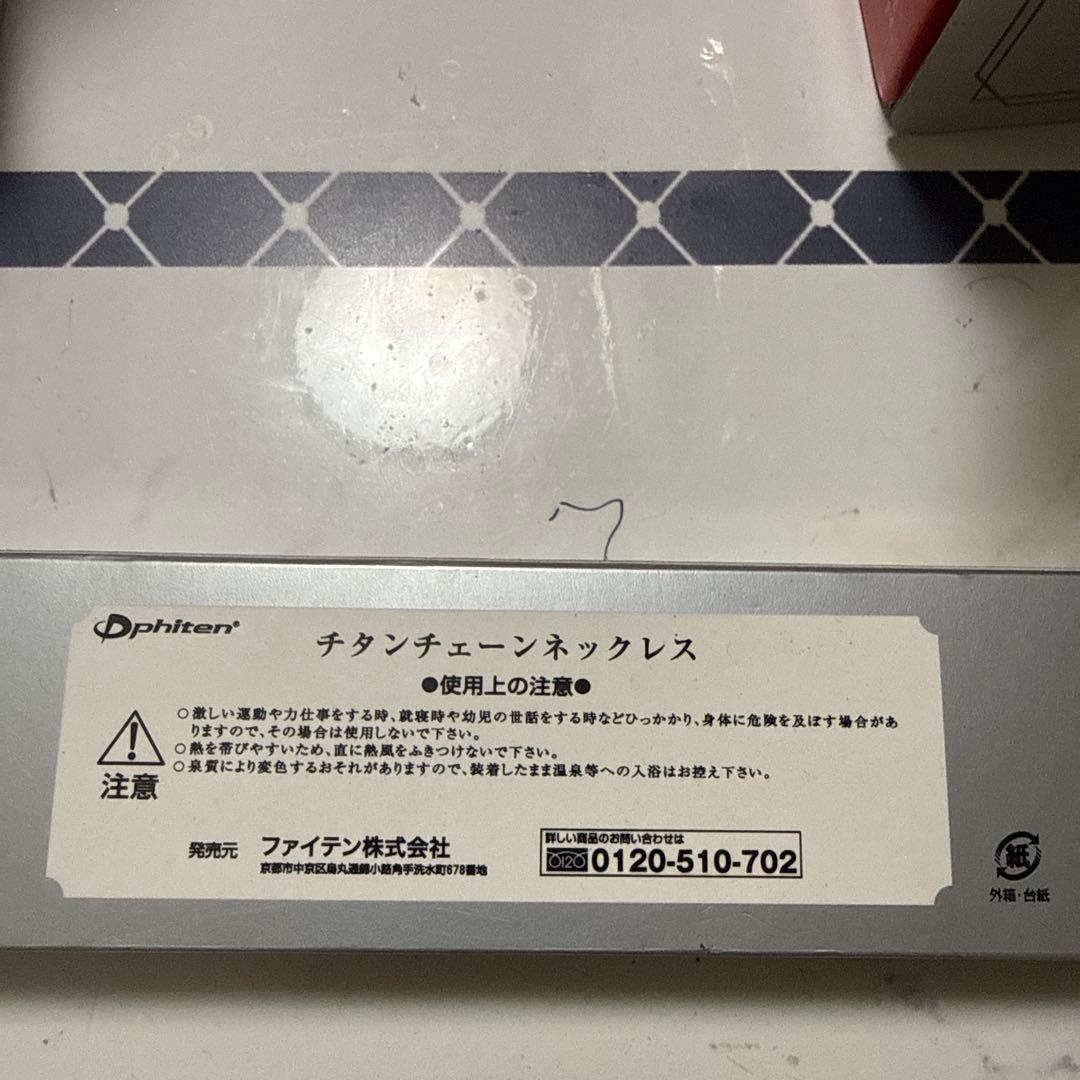 phiten®
チタンチェーンネックレス
●使用上の注意●
注意
○激しい運動や力仕事をする時、就寝時や幼児の世話をする時などひっかかり、身体に危険を及ぼす場合があ
りますので、その場合は使用しないで下さい。
○熱を帯びやすいため、直に熱風をふきつけないで下さい。
○泉質により変色するおそれがありますので、装着したまま温泉等への入浴はお控え下さい。
発売元 ファイテン株式会社
京都市中京区烏丸通錦小路角手洗水町678番地
詳しい商品のお問い合わせは
0120 0120-510-702
紙
外箱・台紙